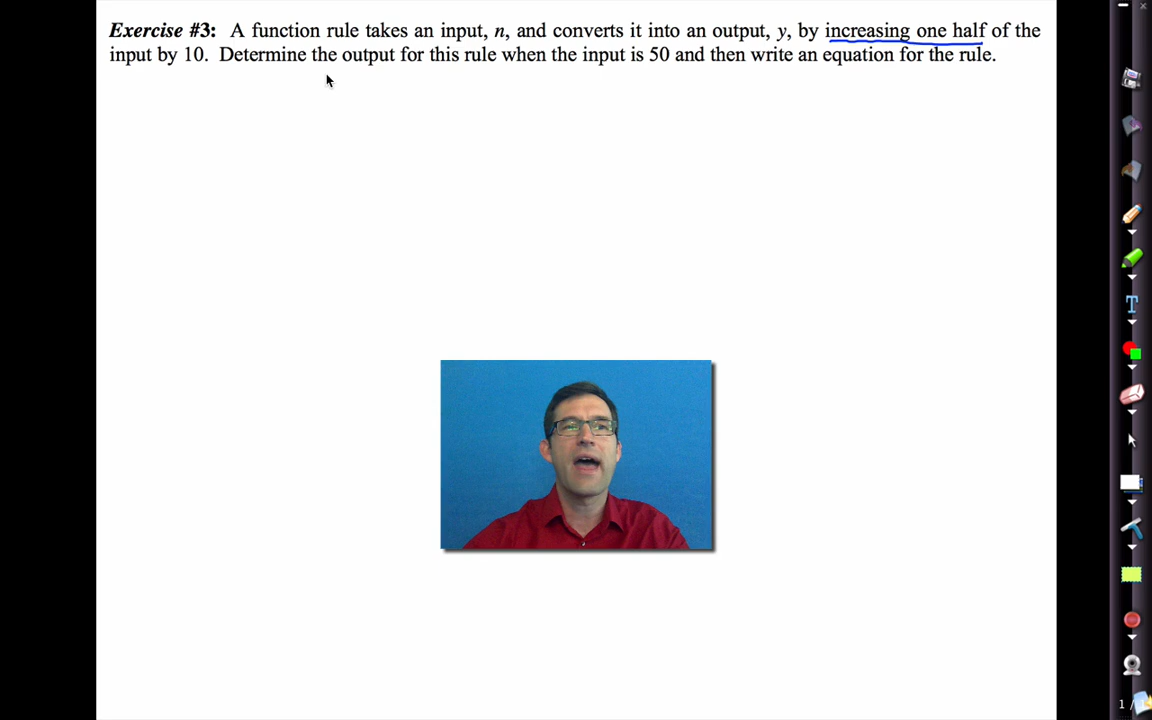 Exercise #3: A function rule takes an input, n, and converts it into an output, y, by increasing one half of the
input by 10. Determine the output for this rule when the input is 50 and then write an equation for the rule.
T
1 /